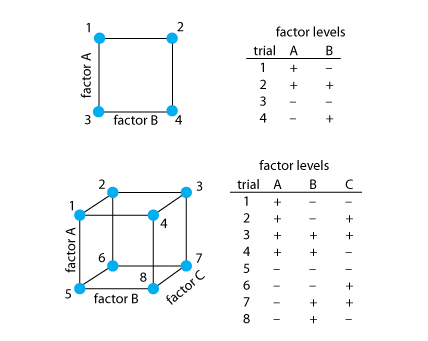 1 2
factor A
3 factor B 4
factor levels
trial A B
1 + −
2 + +
3 − −
4 − +
2 3
1 4
factor A
6 7
8
5 factor B factor C
factor levels
trial A B C
1 + − −
2 + − +
3 + + +
4 + + −
5 − − −
6 − − +
7 − + +
8 − + −